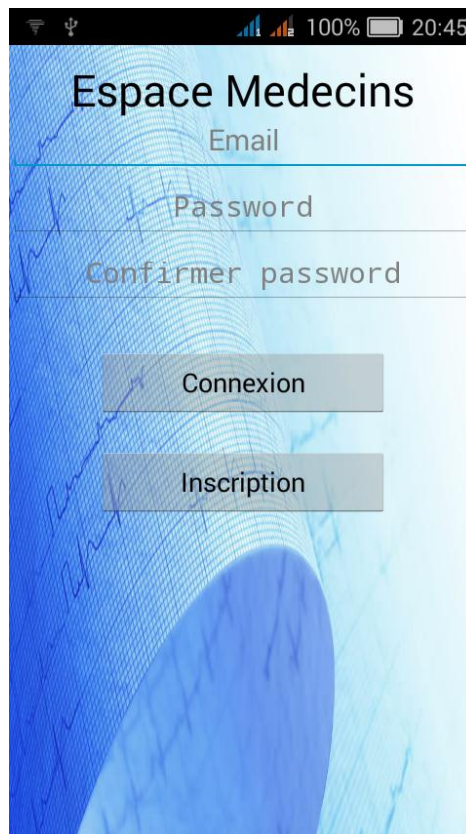 100% 20:45
Espace Medecins
Email
Password
Confirmer password
Connexion
Inscription